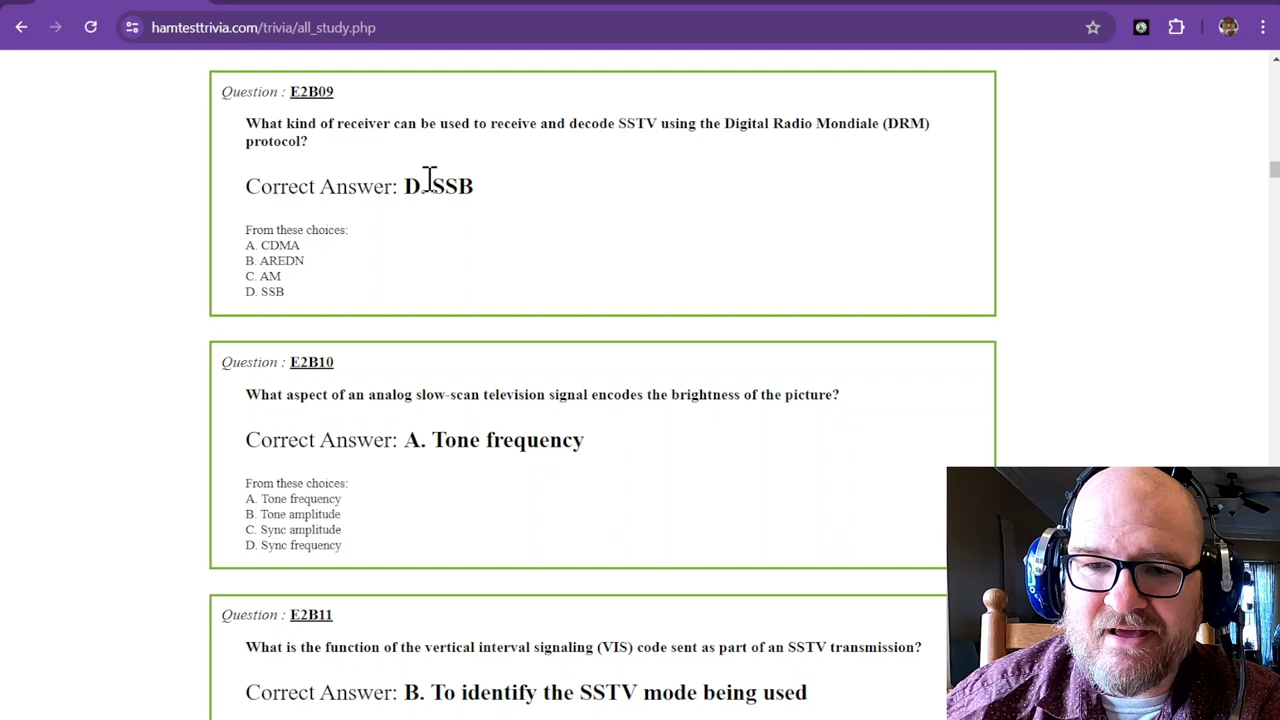 hamtesttrivia.com/trivia/all_study.php
Question : E2B09
What kind of receiver can be used to receive and decode SSTV using the Digital Radio Mondiale (DRM)
protocol?
Correct Answer: D. SSB
From these choices:
A. CDMA
B. AREDN
C. AM
D. SSB
Question : E2B10
What aspect of an analog slow-scan television signal encodes the brightness of the picture?
Correct Answer: A. Tone frequency
From these choices:
A. Tone frequency
B. Tone amplitude
C. Sync amplitude
D. Sync frequency
Question : E2B11
What is the function of the vertical interval signaling (VIS) code sent as part of an SSTV transmission?
Correct Answer: B. To identify the SSTV mode being used